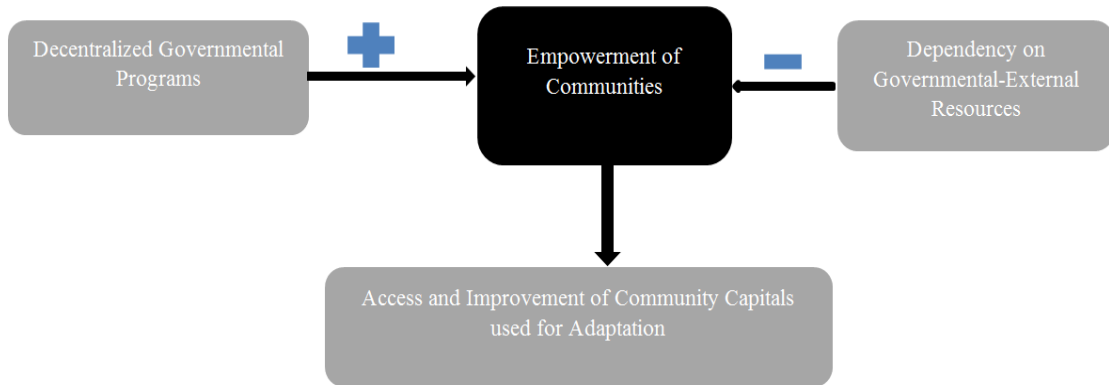 Decentralized Governmental
Programs
Empowerment of
Communities
Dependency on
Governmental-External
Resources
Access and Improvement of Community Capitals
used for Adaptation